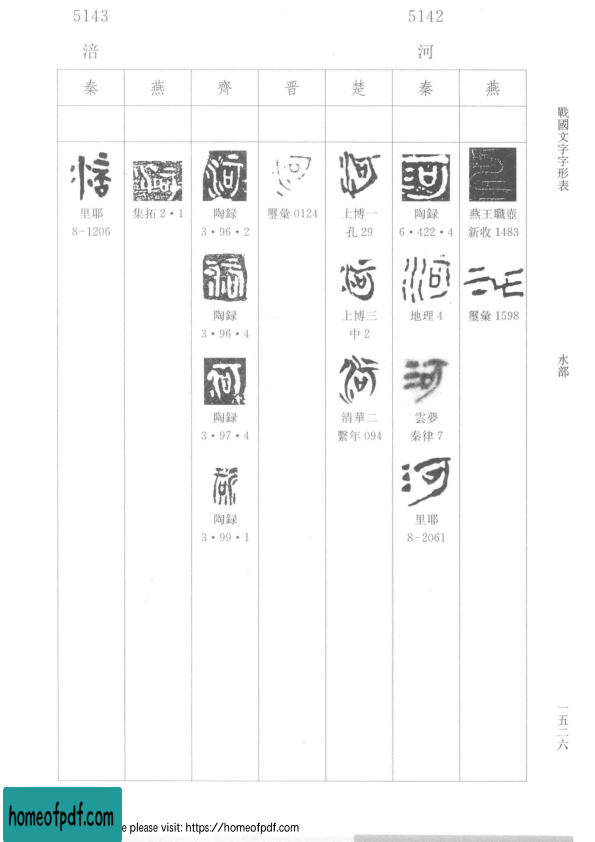 5143
5142
涪
河
秦 燕 齊 晋 楚 秦 燕
里耶
8-1206
集拓 2·1
陶録
3·96·2
陶録
3·96·4
陶録
3·97·4
陶録
3·99·1
璽彙 0124
上博一
孔 29
上博三
中 2
清華二
繫年 094
陶録
6·422·4
地理 4
雲夢
秦律 7
里耶
8-2061
燕王職壺
新收 1483
璽彙 1598
戰國文字字形表
水部
一五二六
homeofpdf.com
e please visit: https://homeofpdf.com